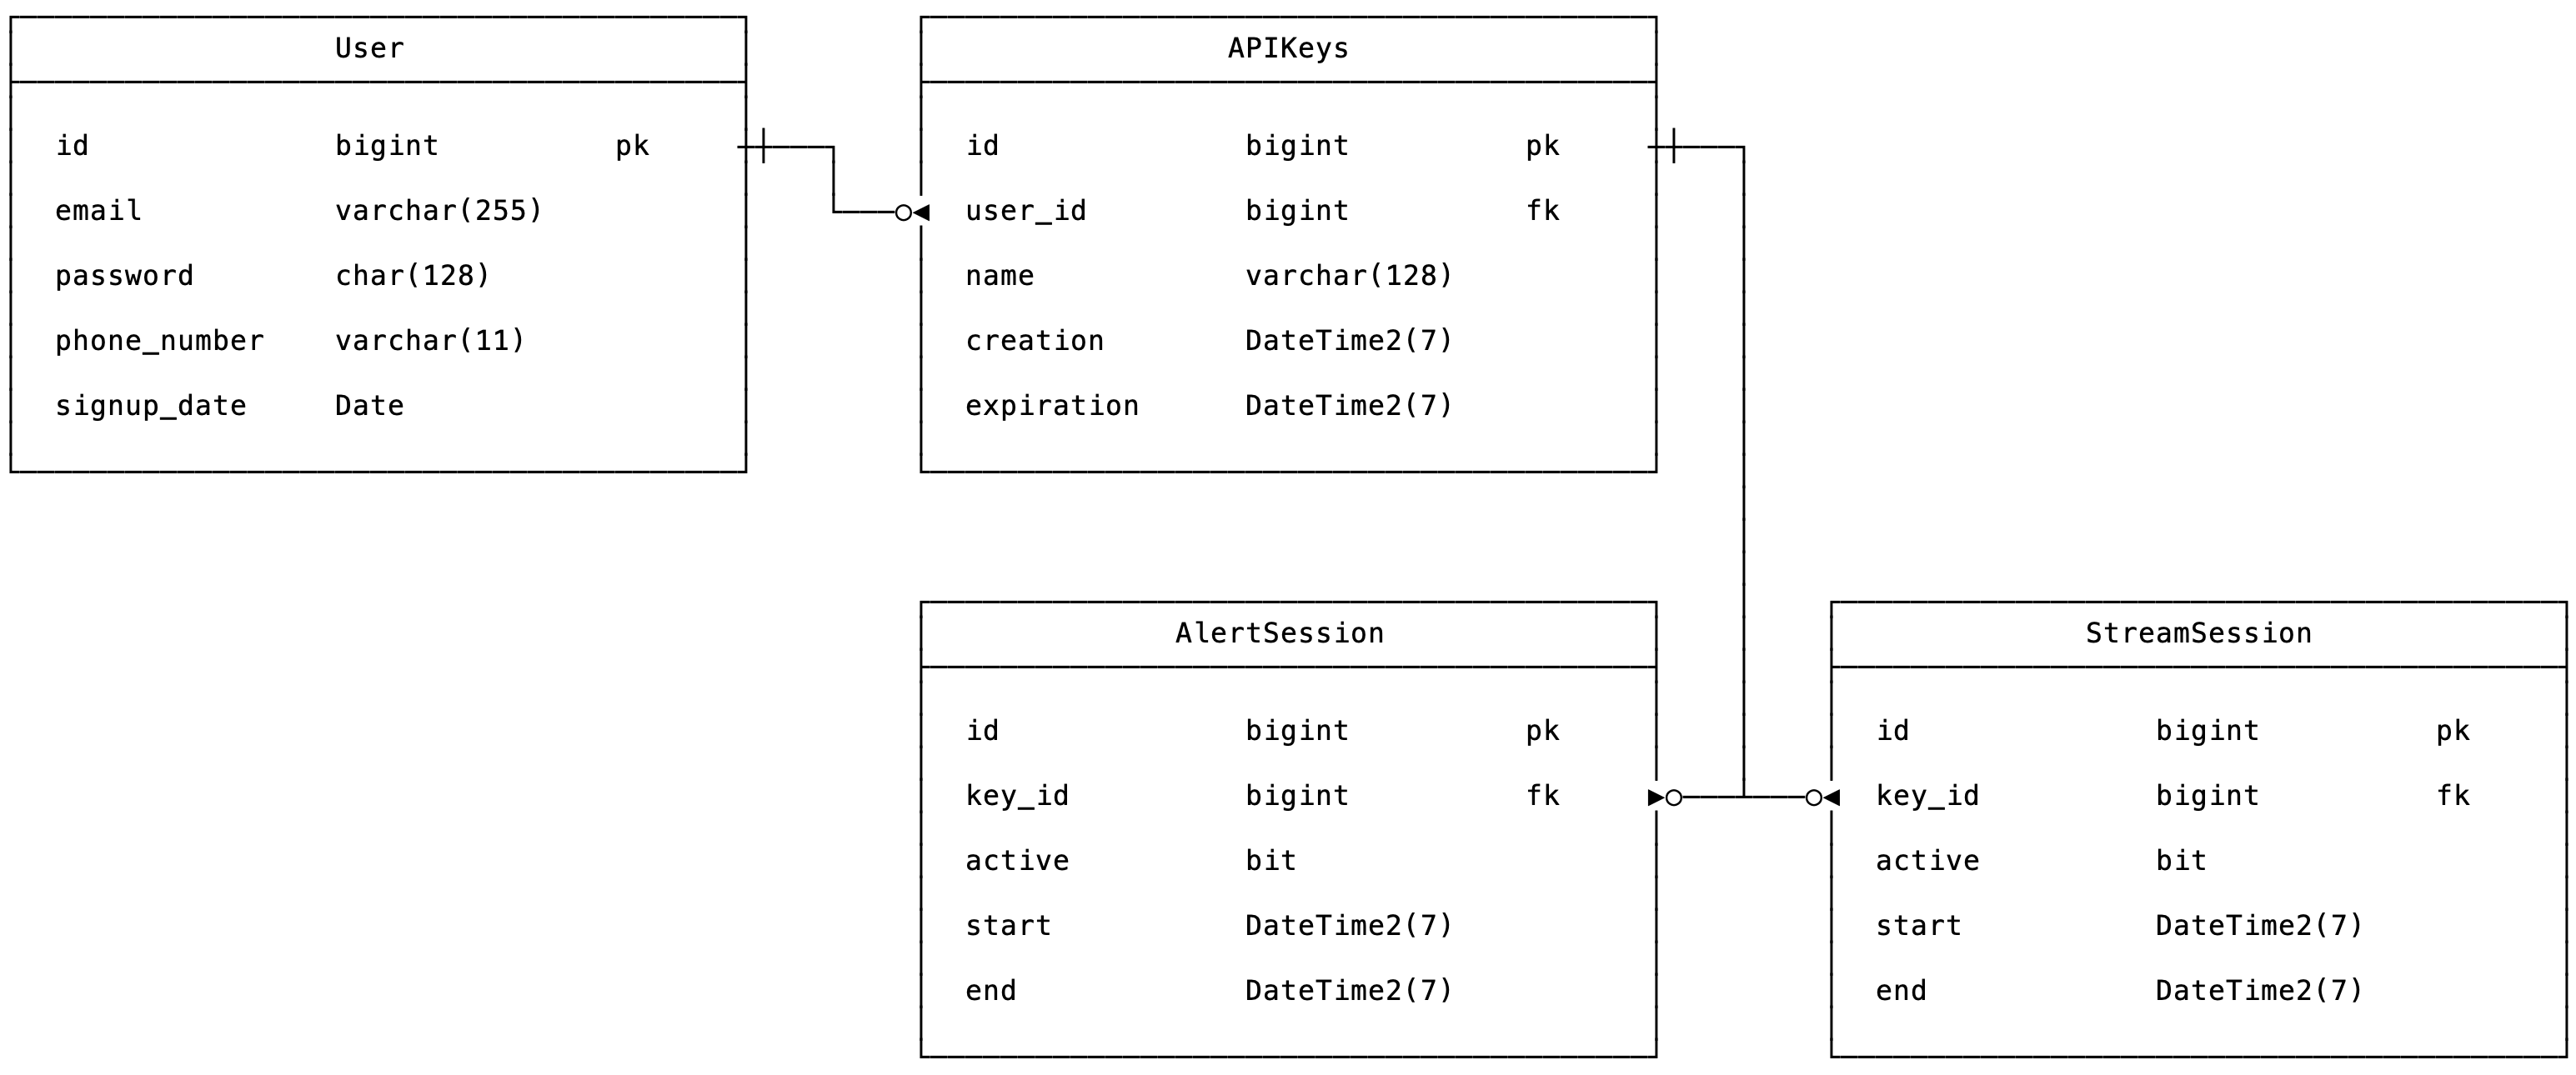 User
id bigint pk
email varchar(255)
password char(128)
phone_number varchar(11)
signup_date Date
APIKeys
id bigint pk
user_id bigint fk
name varchar(128)
creation DateTime2(7)
expiration DateTime2(7)
AlertSession
id bigint pk
key_id bigint fk
active bit
start DateTime2(7)
end DateTime2(7)
StreamSession
id bigint pk
key_id bigint fk
active bit
start DateTime2(7)
end DateTime2(7)